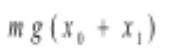 m g ( x₀ + x₁ )